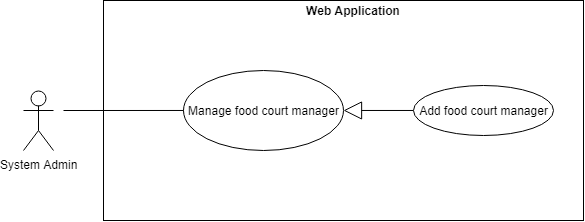 Web Application
Manage food court manager
Add food court manager
System Admin